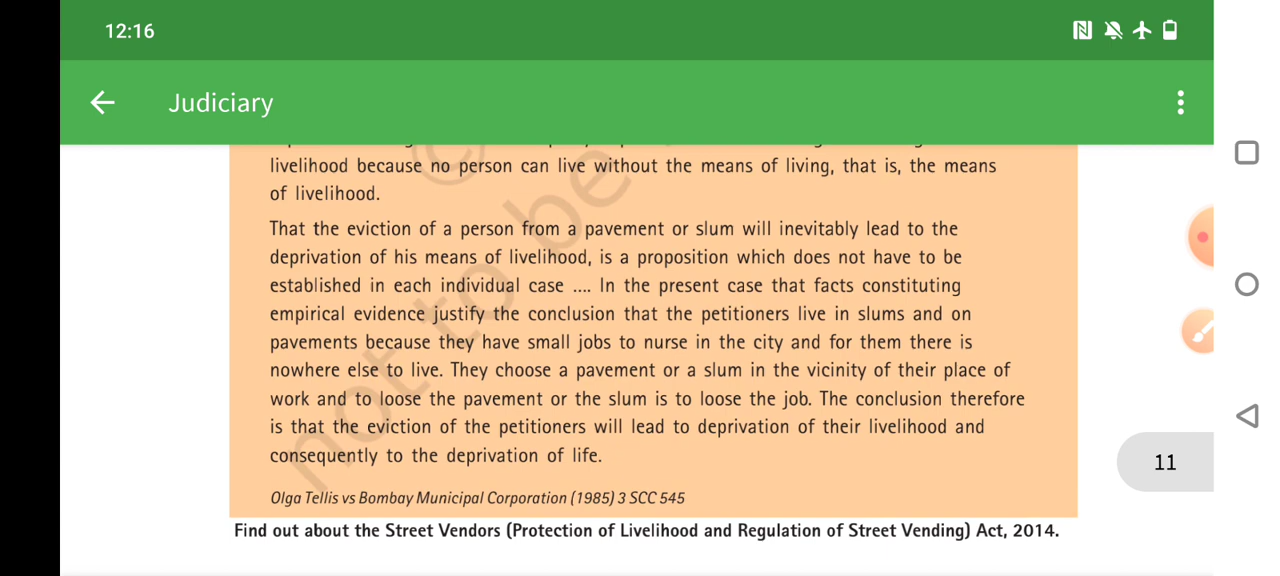 12:16
Judiciary
livelihood because no person can live without the means of living, that is, the means
of livelihood.
That the eviction of a person from a pavement or slum will inevitably lead to the
deprivation of his means of livelihood, is a proposition which does not have to be
established in each individual case .... In the present case that facts constituting
empirical evidence justify the conclusion that the petitioners live in slums and on
pavements because they have small jobs to nurse in the city and for them there is
nowhere else to live. They choose a pavement or a slum in the vicinity of their place of
work and to loose the pavement or the slum is to loose the job. The conclusion therefore
is that the eviction of the petitioners will lead to deprivation of their livelihood and
consequently to the deprivation of life.
Olga Tellis vs Bombay Municipal Corporation (1985) 3 SCC 545
Find out about the Street Vendors (Protection of Livelihood and Regulation of Street Vending) Act, 2014.
11
©
not to be